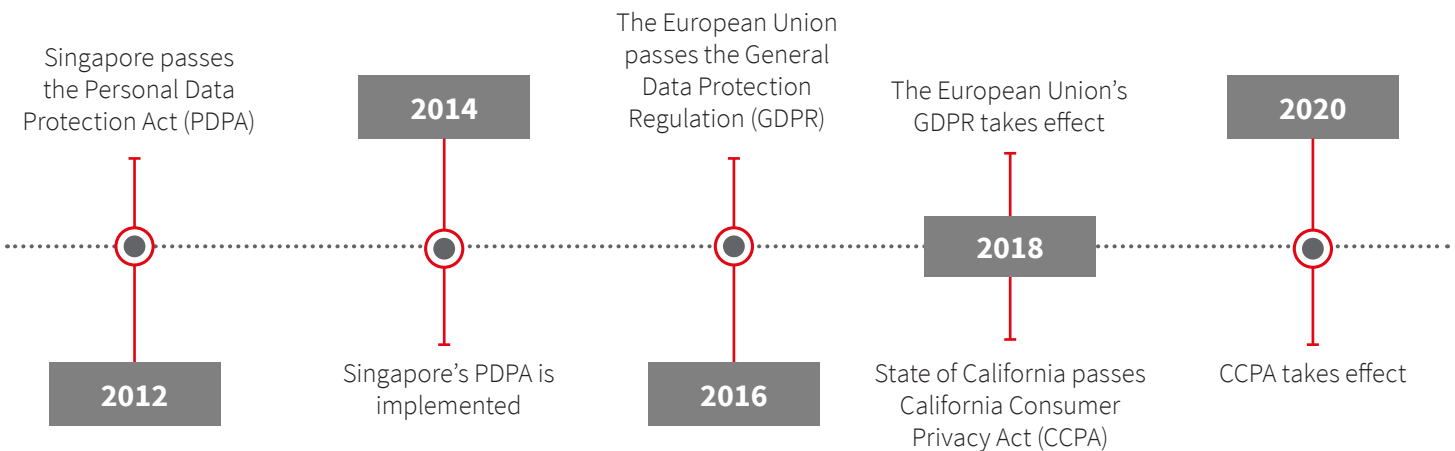 Singapore passes
the Personal Data
Protection Act (PDPA)
2012
2014
Singapore’s PDPA is
implemented
The European Union
passes the General
Data Protection
Regulation (GDPR)
2016
The European Union’s
GDPR takes effect
2018
State of California passes
California Consumer
Privacy Act (CCPA)
2020
CCPA takes effect